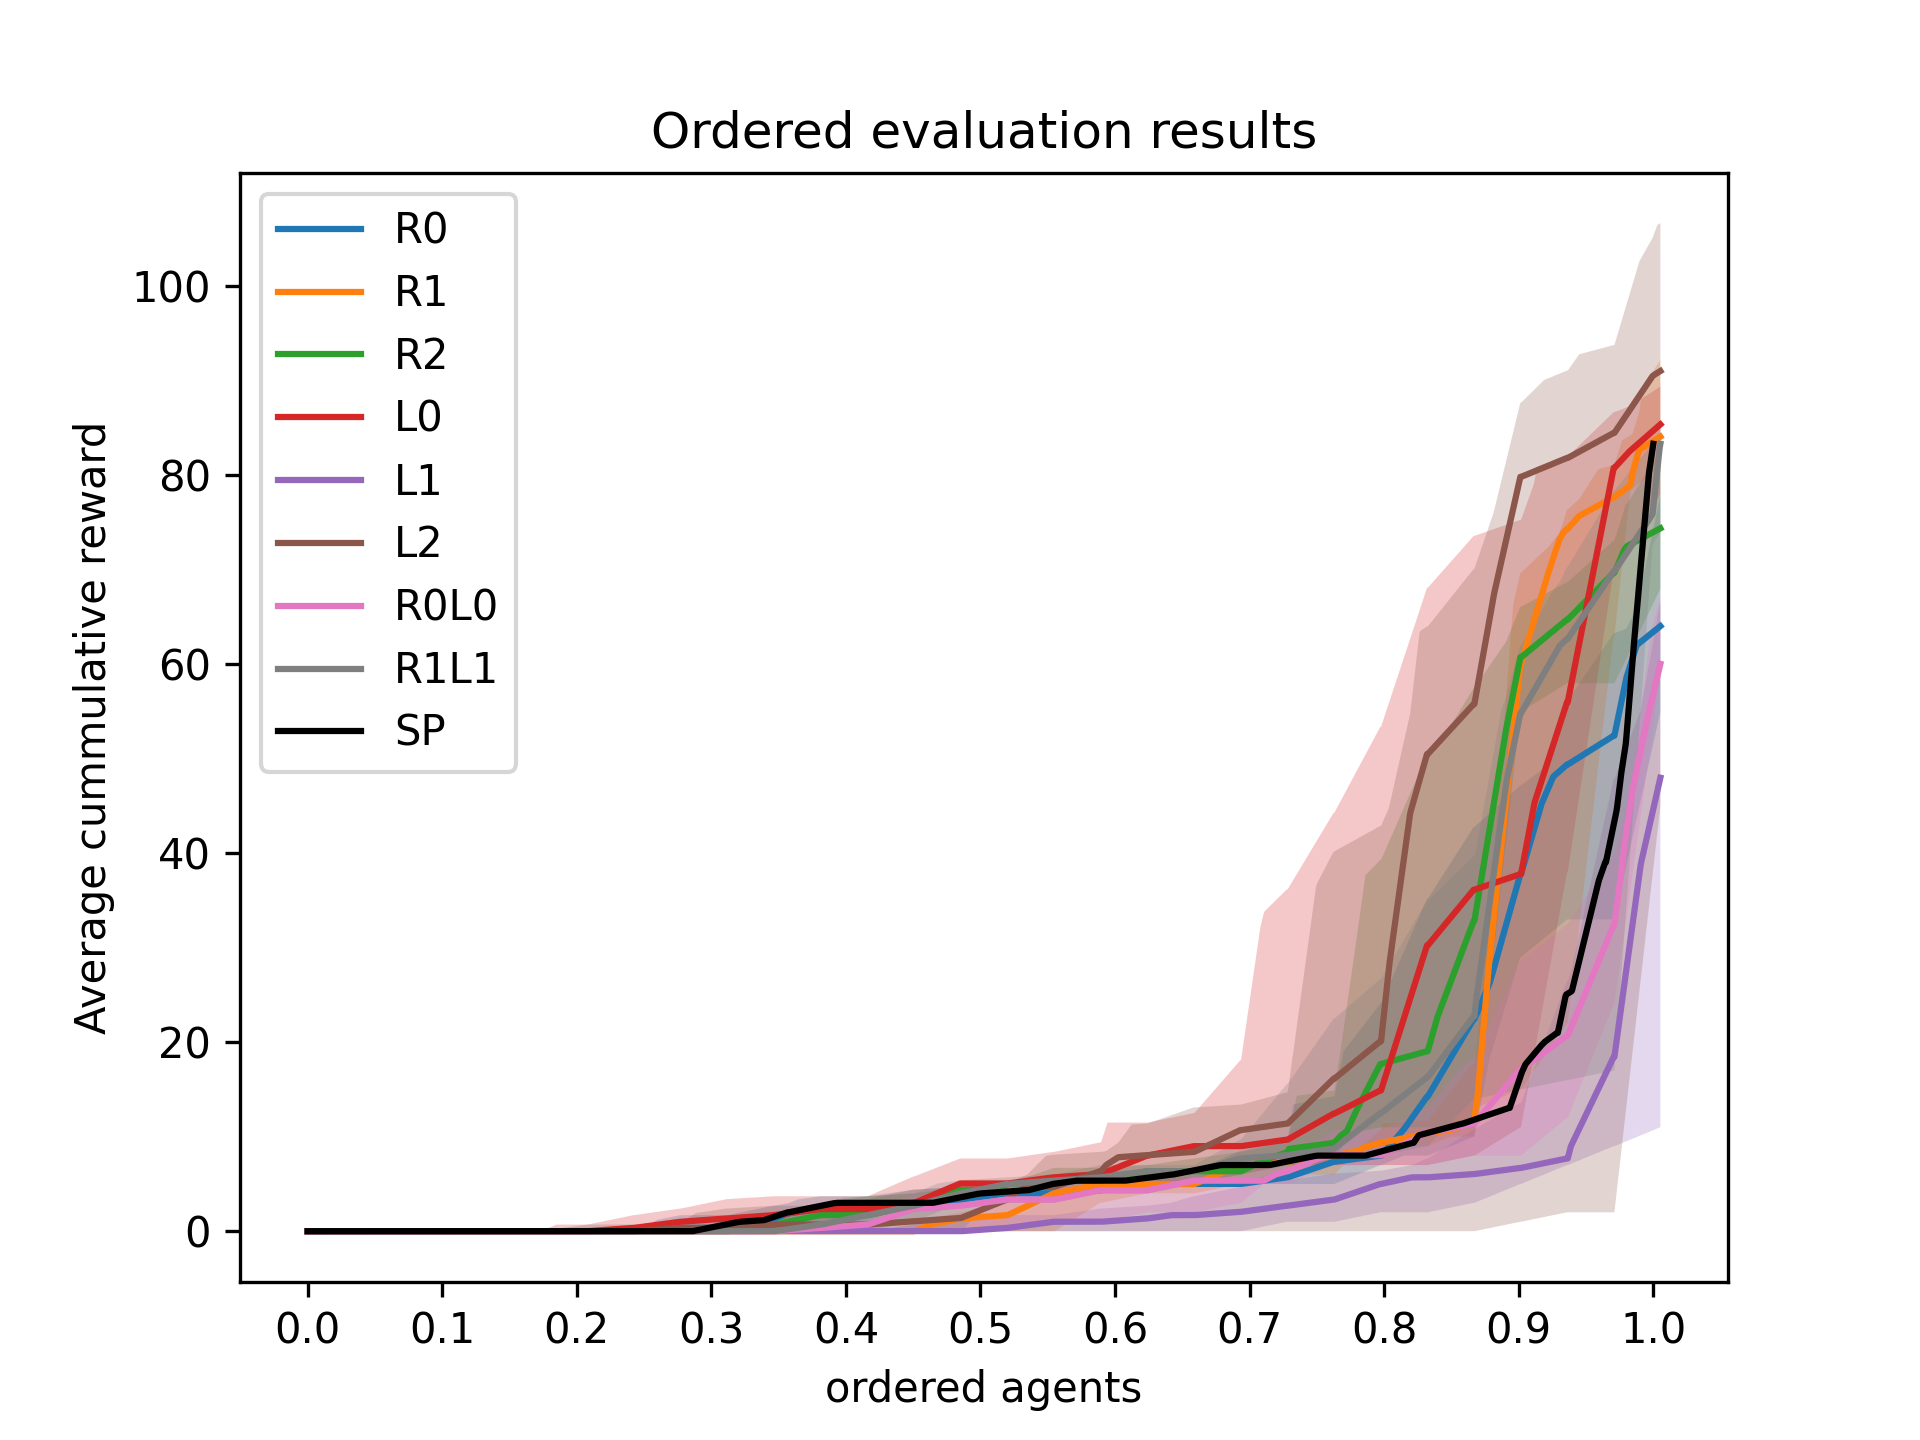 Ordered evaluation results
R0
R1
R2
L0
L1
L2
R0L0
R1L1
SP
Average cummulative reward
100
80
60
40
20
0
0.0 0.1 0.2 0.3 0.4 0.5 0.6 0.7 0.8 0.9 1.0
ordered agents